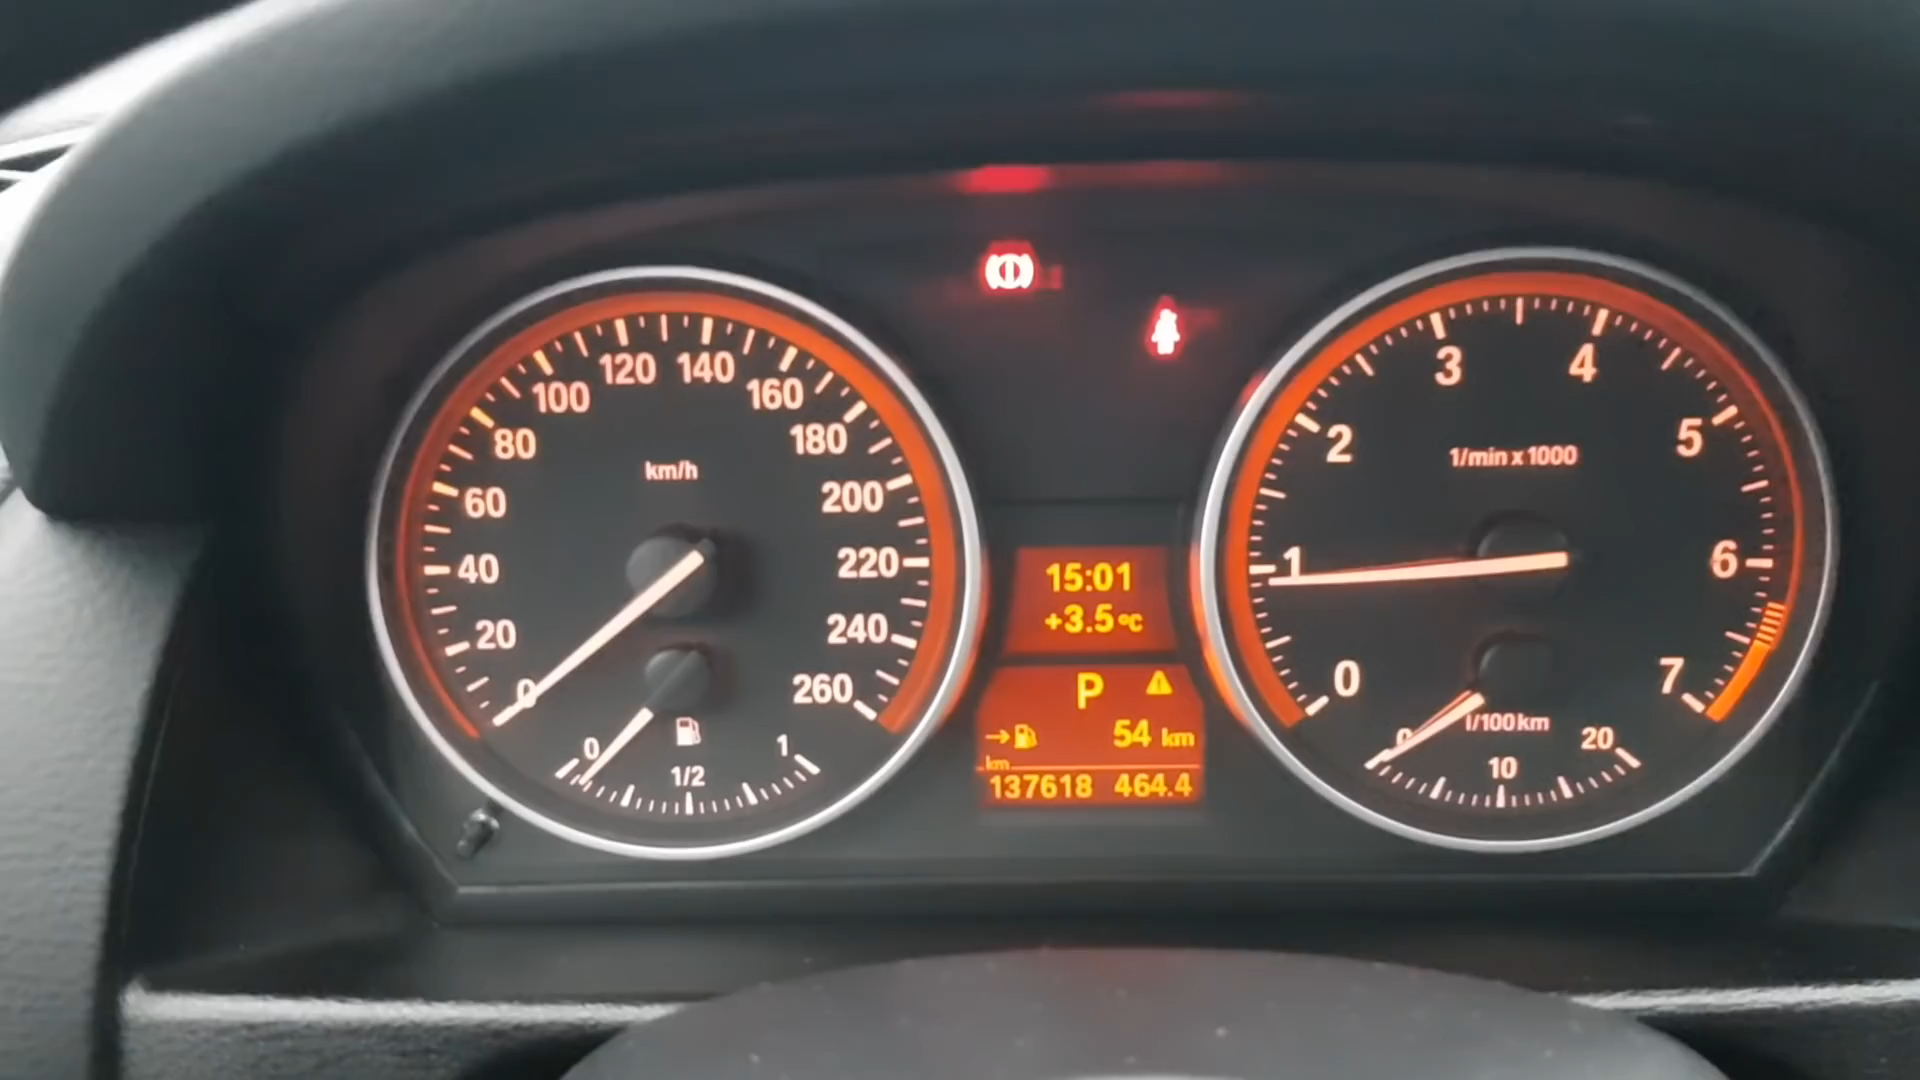 0 20 40 60 80 100 120 140 160 180 200 220 240 260
km/h
0 1/2 1
15:01
+3.5 °C
P
→ 54 km
km
137618 464.4
0 1 2 3 4 5 6 7
1/min x 1000
l/100km
0 10 20